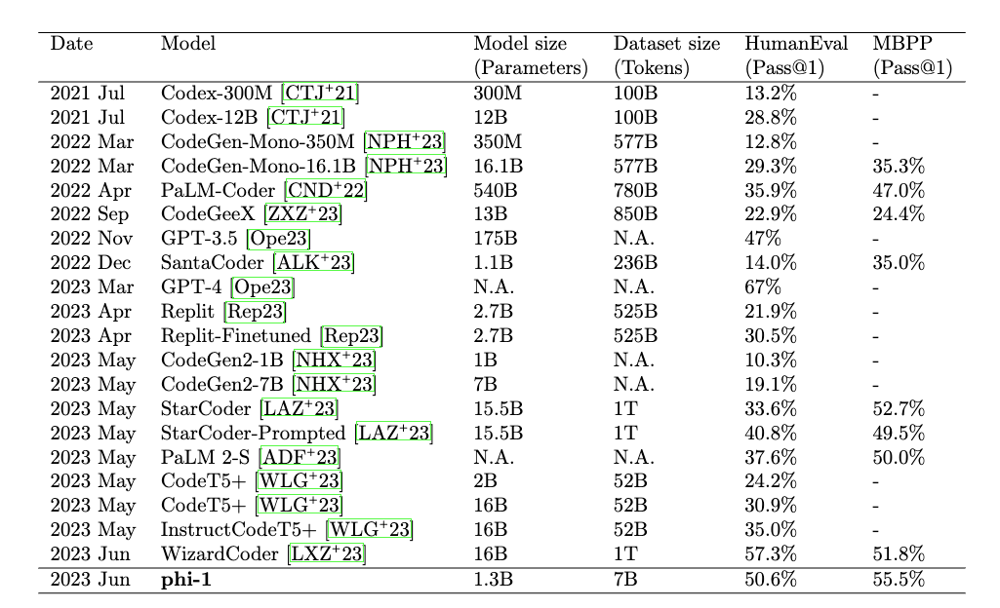 Date Model Model size Dataset size HumanEval MBPP
(Parameters) (Tokens) (Pass@1) (Pass@1)
2021 Jul Codex-300M [CTJ+21] 300M 100B 13.2% -
2021 Jul Codex-12B [CTJ+21] 12B 100B 28.8% -
2022 Mar CodeGen-Mono-350M [NPH+23] 350M 577B 12.8% -
2022 Mar CodeGen-Mono-16.1B [NPH+23] 16.1B 577B 29.3% 35.3%
2022 Apr PaLM-Coder [CND+22] 540B 780B 35.9% 47.0%
2022 Sep CodeGeeX [ZXZ+23] 13B 850B 22.9% 24.4%
2022 Nov GPT-3.5 [Ope23] 175B N.A. 47% -
2022 Dec SantaCoder [ALK+23] 1.1B 236B 14.0% 35.0%
2023 Mar GPT-4 [Ope23] N.A. N.A. 67% -
2023 Apr Replit [Rep23] 2.7B 525B 21.9% -
2023 Apr Replit-Finetuned [Rep23] 2.7B 525B 30.5% -
2023 May CodeGen2-1B [NHX+23] 1B N.A. 10.3% -
2023 May CodeGen2-7B [NHX+23] 7B N.A. 19.1% -
2023 May StarCoder [LAZ+23] 15.5B 1T 33.6% 52.7%
2023 May StarCoder-Prompted [LAZ+23] 15.5B 1T 40.8% 49.5%
2023 May PaLM 2-S [ADF+23] N.A. N.A. 37.6% 50.0%
2023 May CodeT5+ [WLG+23] 2B 52B 24.2% -
2023 May CodeT5+ [WLG+23] 16B 52B 30.9% -
2023 May InstructCodeT5+ [WLG+23] 16B 52B 35.0% -
2023 Jun WizardCoder [LXZ+23] 16B 1T 57.3% 51.8%
2023 Jun phi-1 1.3B 7B 50.6% 55.5%